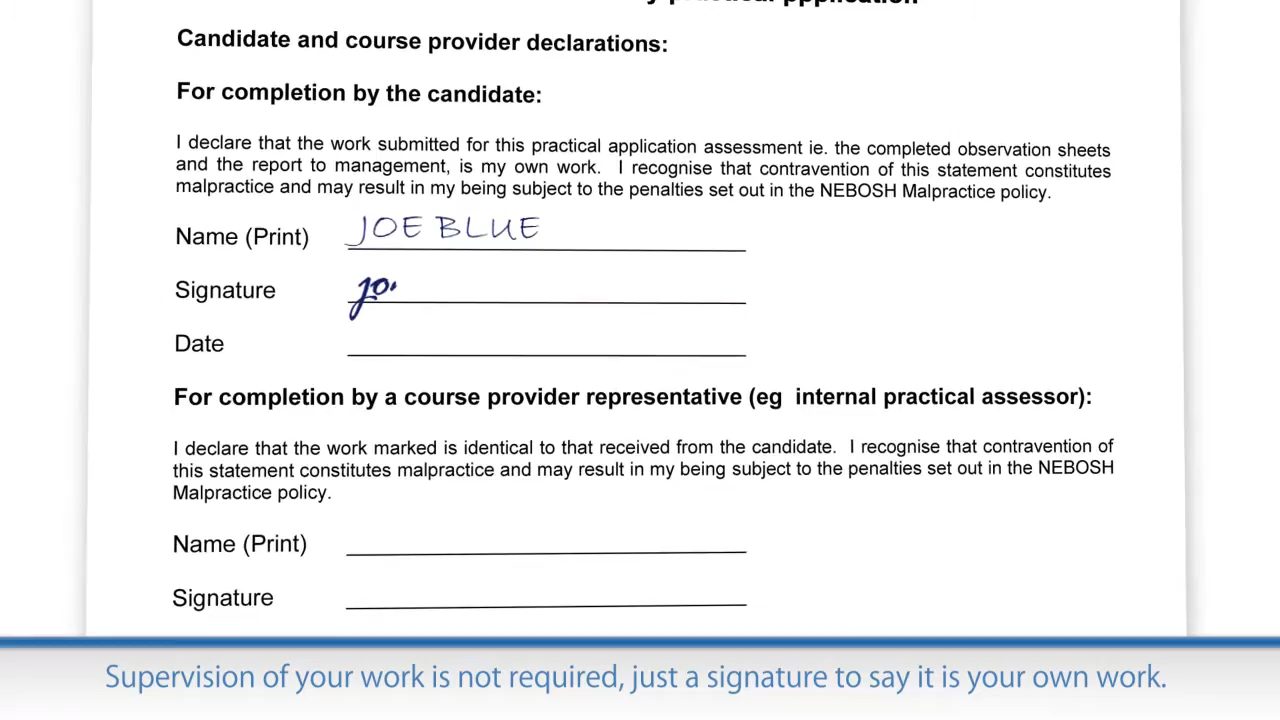 Candidate and course provider declarations:
For completion by the candidate:
I declare that the work submitted for this practical application assessment ie. the completed observation sheets
and the report to management, is my own work. I recognise that contravention of this statement constitutes
malpractice and may result in my being subject to the penalties set out in the NEBOSH Malpractice policy.
Name (Print) JOE BLUE
Signature Jo
Date
For completion by a course provider representative (eg internal practical assessor):
I declare that the work marked is identical to that received from the candidate. I recognise that contravention of
this statement constitutes malpractice and may result in my being subject to the penalties set out in the NEBOSH
Malpractice policy.
Name (Print)
Signature
Supervision of your work is not required, just a signature to say it is your own work.